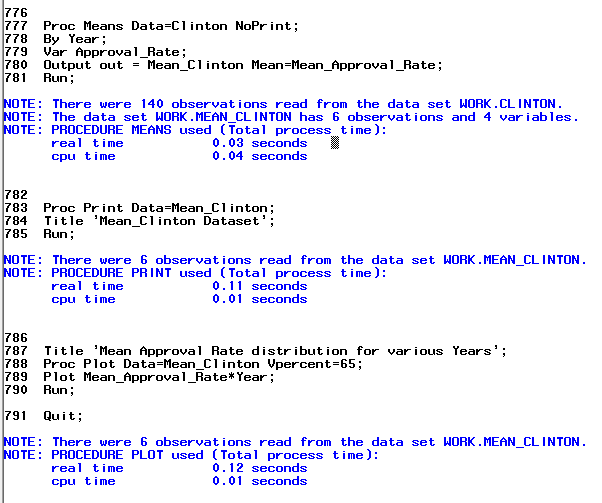 776
777 Proc Means Data=Clinton NoPrint;
778 By Year;
779 Var Approval_Rate;
780 Output out = Mean_Clinton Mean=Mean_Approval_Rate;
781 Run;
NOTE: There were 140 observations read from the data set WORK.CLINTON.
NOTE: The data set WORK.MEAN_CLINTON has 6 observations and 4 variables.
NOTE: PROCEDURE MEANS used (Total process time):
real time 0.03 seconds
cpu time 0.04 seconds
782
783 Proc Print Data=Mean_Clinton;
784 Title 'Mean_Clinton Dataset';
785 Run;
NOTE: There were 6 observations read from the data set WORK.MEAN_CLINTON.
NOTE: PROCEDURE PRINT used (Total process time):
real time 0.11 seconds
cpu time 0.01 seconds
786
787 Title 'Mean Approval Rate distribution for various Years';
788 Proc Plot Data=Mean_Clinton Vpercent=65;
789 Plot Mean_Approval_Rate*Year;
790 Run;
791 Quit;
NOTE: There were 6 observations read from the data set WORK.MEAN_CLINTON.
NOTE: PROCEDURE PLOT used (Total process time):
real time 0.12 seconds
cpu time 0.01 seconds